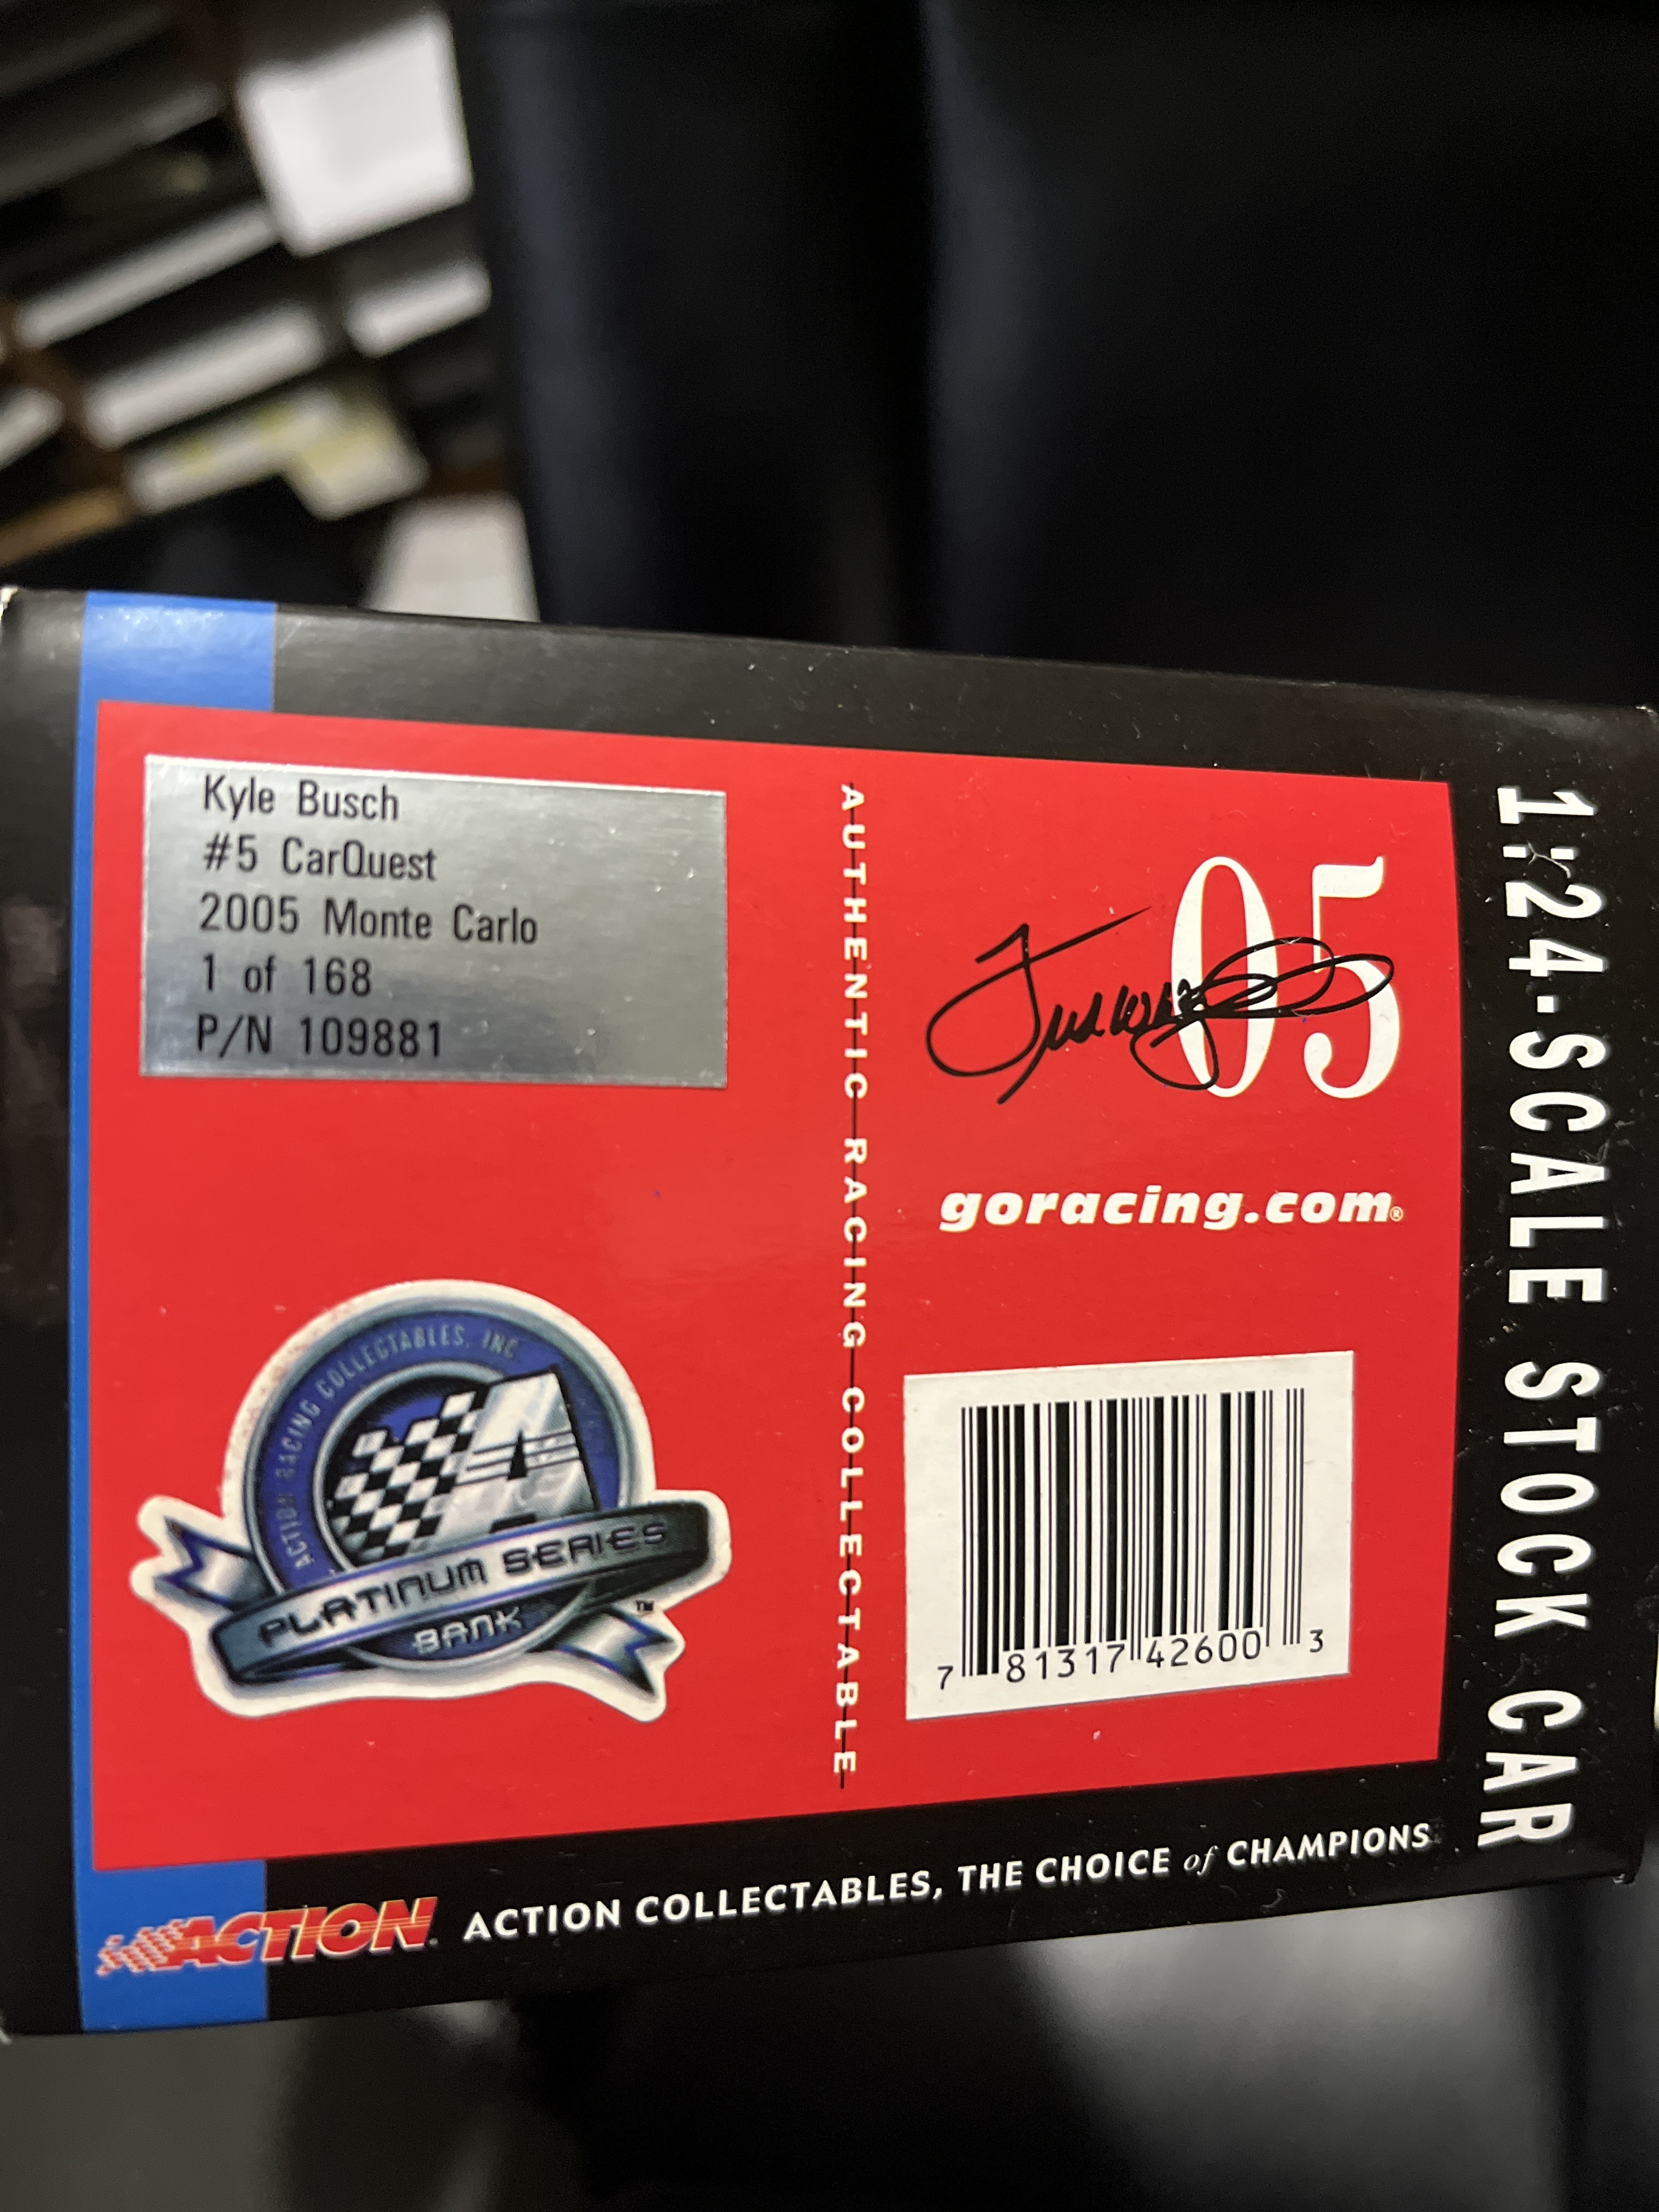 Kyle Busch
#5 CarQuest
2005 Monte Carlo
1 of 168
P/N 109881
AUTHENTIC RACING COLLECTABLE
05
goracing.com®
7 81317 42600 3
ACTION RACING COLLECTABLES, INC.
A
PLATINUM SERIES
BANK
TM
1:24-SCALE STOCK CAR
ACTION. ACTION COLLECTABLES, THE CHOICE of CHAMPIONS